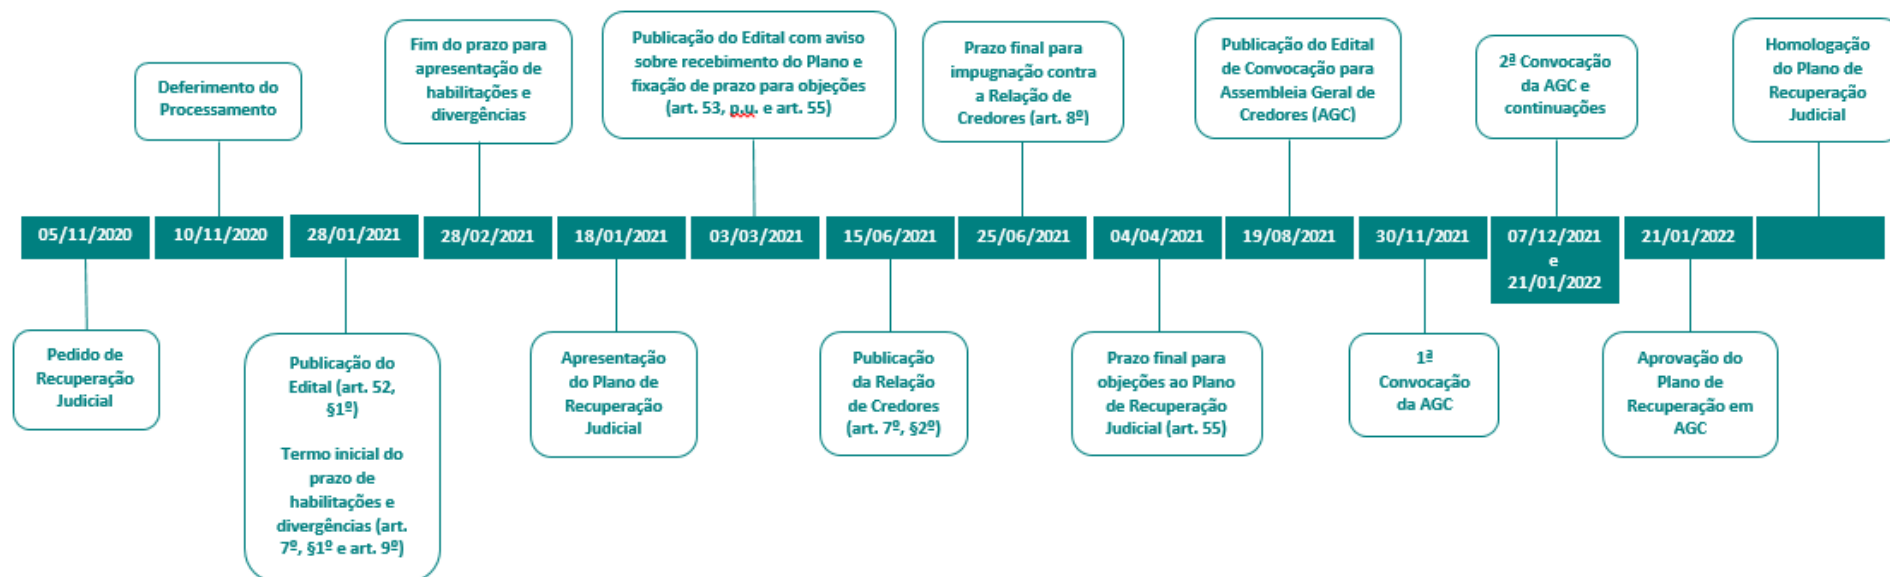 Deferimento do
Processamento
Fim do prazo para
apresentação de
habilitações e
divergências
Publicação do Edital com aviso
sobre recebimento do Plano e
fixação de prazo para objeções
(art. 53, p.u. e art. 55)
Prazo final para
impugnação contra
a Relação de
Credores (art. 8º)
Publicação do Edital
de Convocação para
Assembleia Geral de
Credores (AGC)
2ª Convocação
da AGC e
continuações
Homologação
do Plano de
Recuperação
Judicial
05/11/2020
10/11/2020
28/01/2021
28/02/2021
18/01/2021
03/03/2021
15/06/2021
25/06/2021
04/04/2021
19/08/2021
30/11/2021
07/12/2021
e
21/01/2022
21/01/2022
Pedido de
Recuperação
Judicial
Publicação do
Edital (art. 52,
§1º)
Termo inicial do
prazo de
habilitações e
divergências (art.
7º, §1º e art. 9º)
Apresentação
do Plano de
Recuperação
Judicial
Publicação
da Relação
de Credores
(art. 7º, §2º)
Prazo final para
objeções ao Plano
de Recuperação
Judicial (art. 55)
1ª
Convocação
da AGC
Aprovação do
Plano de
Recuperação em
AGC